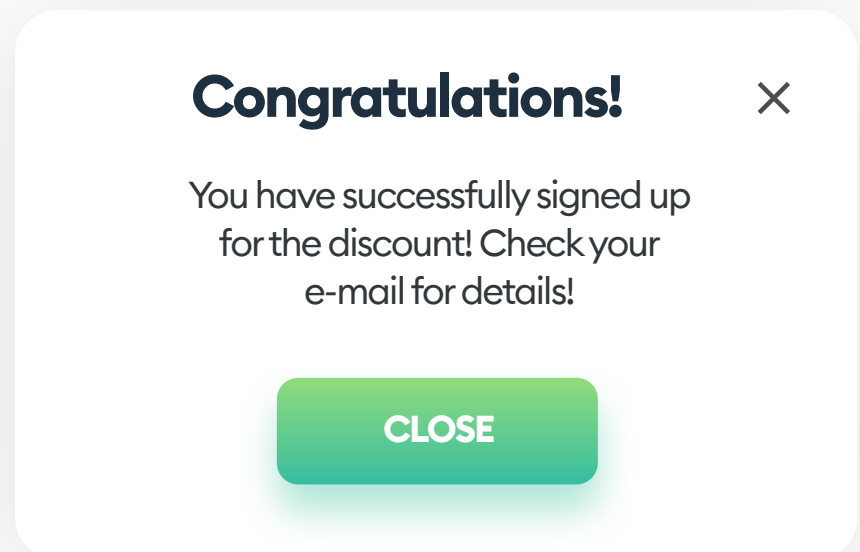 Congratulations!
You have successfully signed up
for the discount! Check your
e-mail for details!
CLOSE